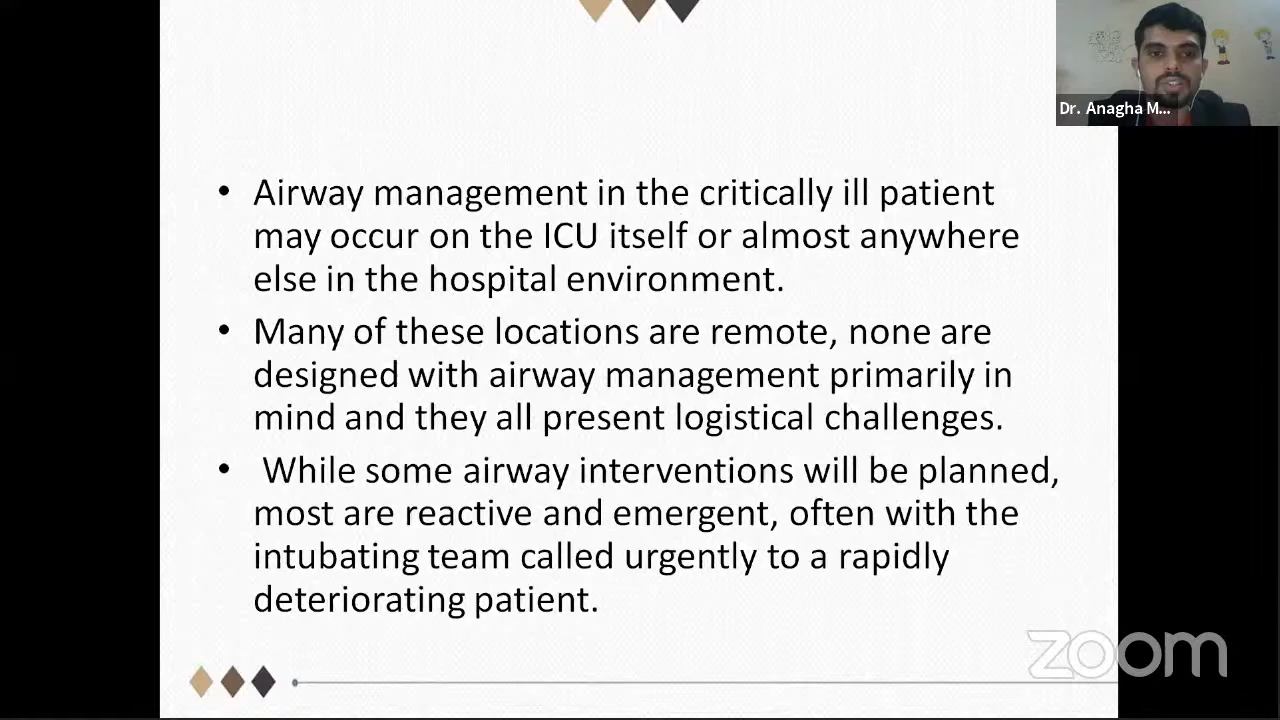 Dr. Anagha M...
• Airway management in the critically ill patient
may occur on the ICU itself or almost anywhere
else in the hospital environment.
• Many of these locations are remote, none are
designed with airway management primarily in
mind and they all present logistical challenges.
• While some airway interventions will be planned,
most are reactive and emergent, often with the
intubating team called urgently to a rapidly
deteriorating patient.
zoom